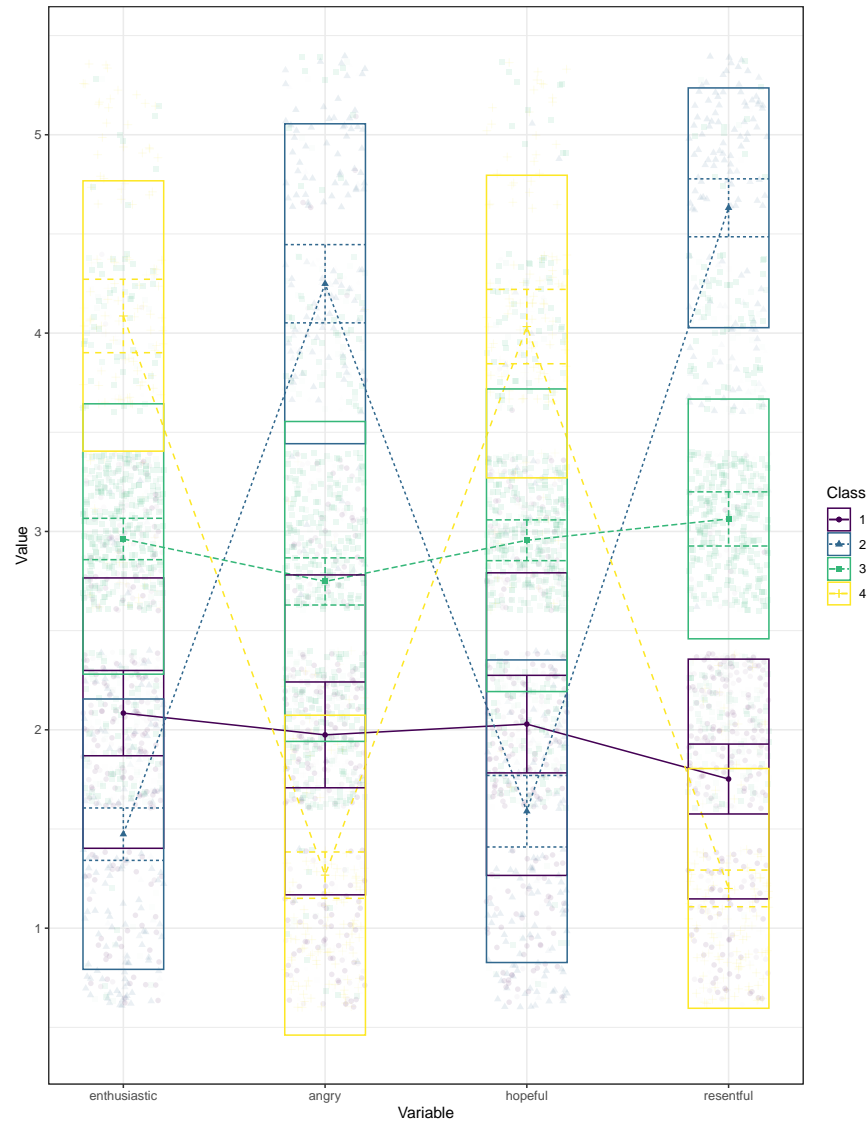 5
4
3
2
1
Value
enthusiastic
angry
hopeful
resentful
Variable
Class
1
2
3
4